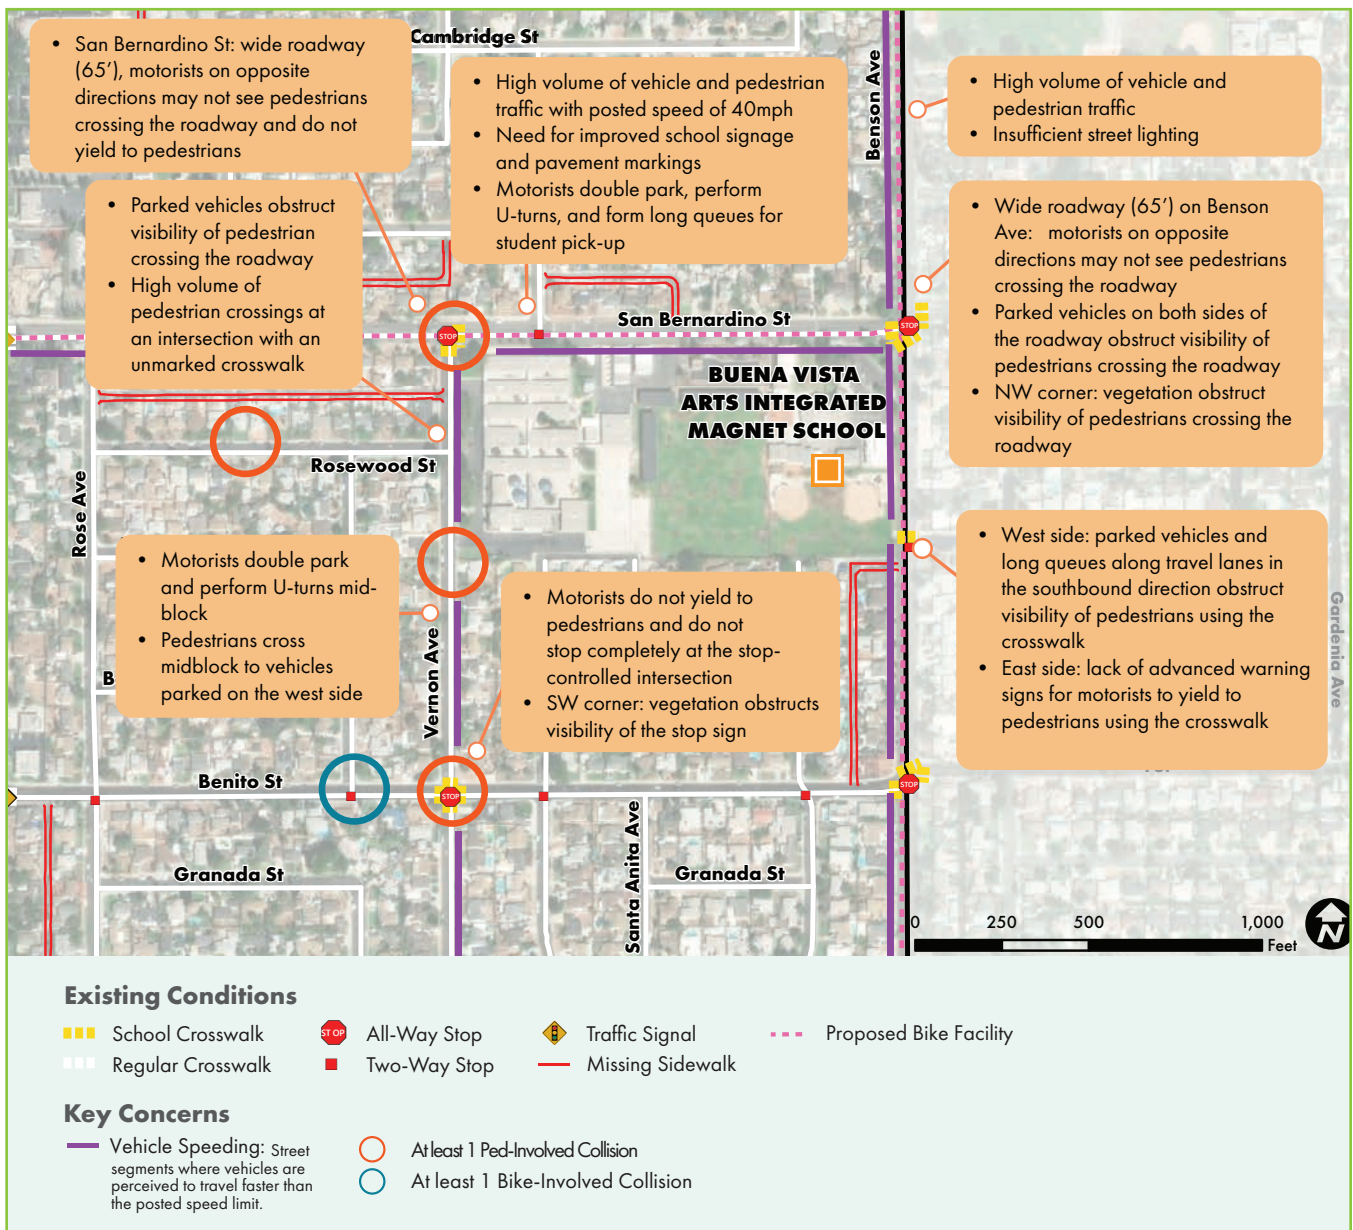 Cambridge St
• San Bernardino St: wide roadway
(65’), motorists on opposite
directions may not see pedestrians
crossing the roadway and do not
yield to pedestrians
• High volume of vehicle and pedestrian
traffic with posted speed of 40mph
• Need for improved school signage
and pavement markings
• Motorists double park, perform
U-turns, and form long queues for
student pick-up
Benson Ave
• High volume of vehicle and
pedestrian traffic
• Insufficient street lighting
• Parked vehicles obstruct
visibility of pedestrian
crossing the roadway
• High volume of
pedestrian crossings at
an intersection with an
unmarked crosswalk
• Wide roadway (65’) on Benson
Ave: motorists on opposite
directions may not see pedestrians
crossing the roadway
• Parked vehicles on both sides of
the roadway obstruct visibility of
pedestrians crossing the roadway
• NW corner: vegetation obstruct
visibility of pedestrians crossing the
roadway
San Bernardino St
STOP
STOP
BUENA VISTA
ARTS INTEGRATED
MAGNET SCHOOL
Rosewood St
Rose Ave
• Motorists double park
and perform U-turns mid-
block
• Pedestrians cross
midblock to vehicles
parked on the west side
B
Vernon Ave
• Motorists do not yield to
pedestrians and do not
stop completely at the stop-
controlled intersection
• SW corner: vegetation obstructs
visibility of the stop sign
• West side: parked vehicles and
long queues along travel lanes in
the southbound direction obstruct
visibility of pedestrians using the
crosswalk
• East side: lack of advanced warning
signs for motorists to yield to
pedestrians using the crosswalk
Gardenia Ave
Benito St
STOP
STOP
Granada St
Santa Anita Ave
Granada St
0 250 500 1,000
Feet
N
Existing Conditions
School Crosswalk
STOP All-Way Stop
Traffic Signal
Proposed Bike Facility
Regular Crosswalk
Two-Way Stop
Missing Sidewalk
Key Concerns
Vehicle Speeding: Street
segments where vehicles are
perceived to travel faster than
the posted speed limit.
At least 1 Ped-Involved Collision
At least 1 Bike-Involved Collision